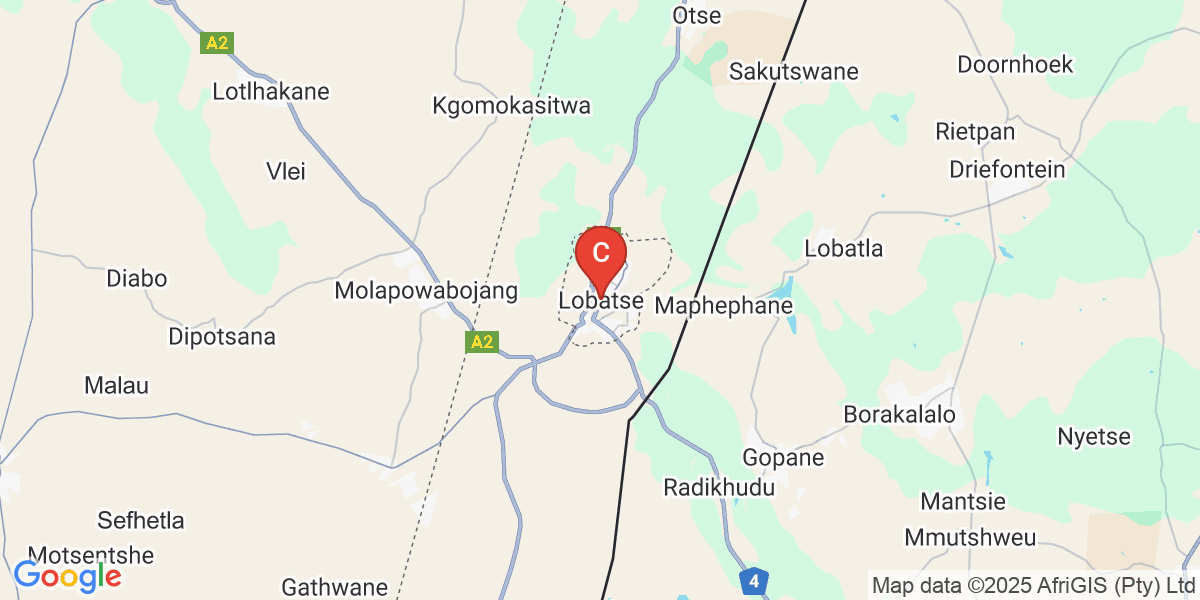 Otse
A2
Sakutswane
Doornhoek
Lotlhakane
Kgomokasitwa
Rietpan
Vlei
Driefontein
C
Lobatla
Diabo
Molapowabojang
Lobatse
Maphephane
Dipotsana
A2
Malau
Borakalalo
Nyetse
Gopane
Radikhudu
Mantsie
Sefhetla
Mmutshweu
Motsentshe
Google
Gathwane
4
Map data ©2025 AfriGIS (Pty) Ltd